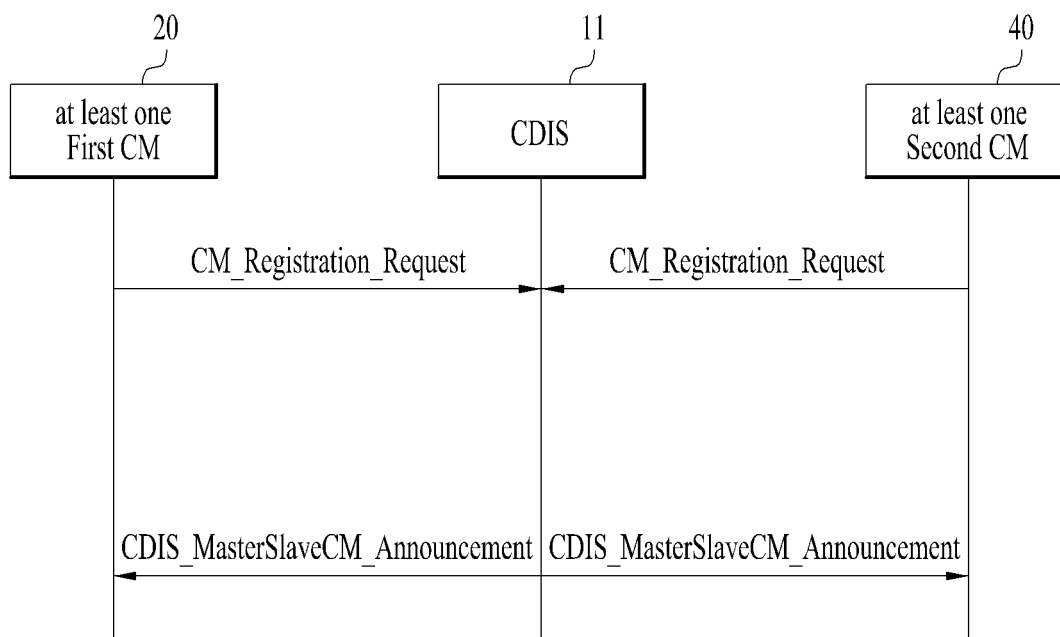 20
11
40
at least one
First CM
CDIS
at least one
Second CM
CM_Registration_Request
CM_Registration_Request
CDIS_MasterSlaveCM_Announcement
CDIS_MasterSlaveCM_Announcement